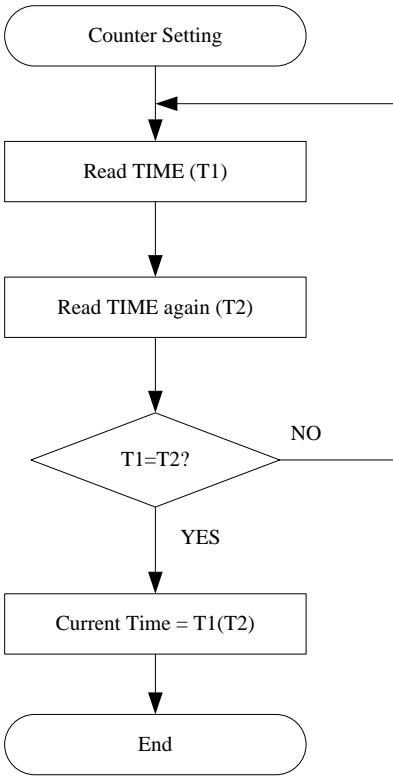 Counter Setting
Read TIME (T1)
Read TIME again (T2)
T1=T2?
NO
YES
Current Time = T1(T2)
End